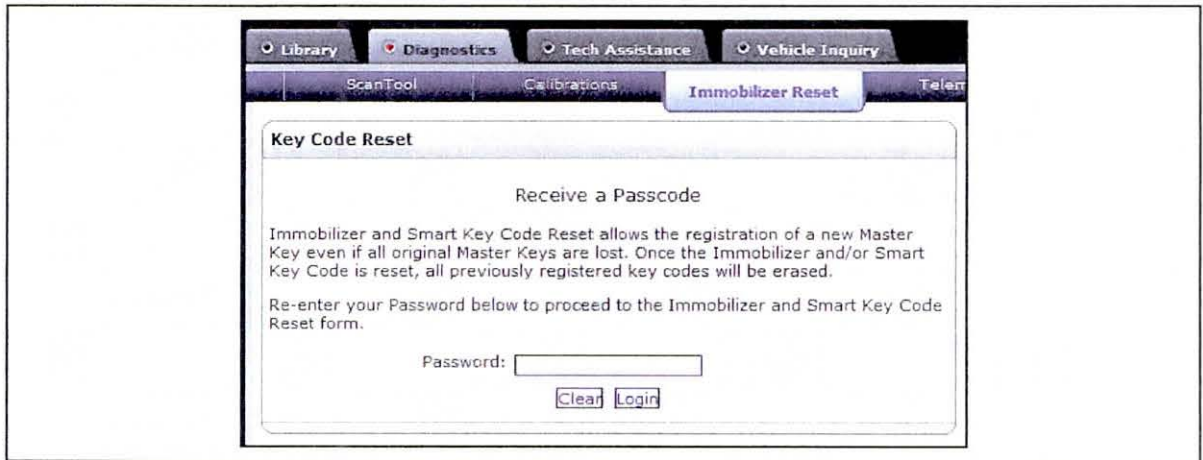 Library Diagnostics Tech Assistance Vehicle Inquiry
ScanTool Calibrations Immobilizer Reset Telem
Key Code Reset
Receive a Passcode
Immobilizer and Smart Key Code Reset allows the registration of a new Master
Key even if all original Master Keys are lost. Once the Immobilizer and/or Smart
Key Code is reset, all previously registered key codes will be erased.
Re-enter your Password below to proceed to the Immobilizer and Smart Key Code
Reset form.
Password:
Clear Login